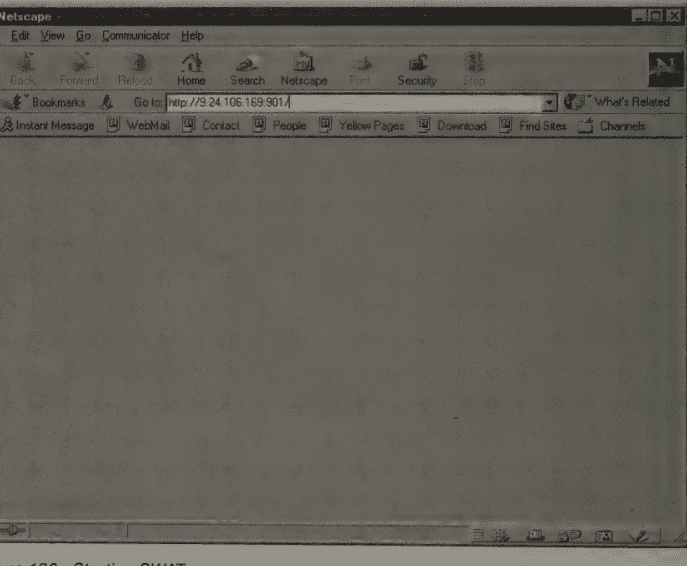 Netscape
Edit View Go Communicator Help
Back Forward Reload Home Search Netscape Print Security Stop
Bookmarks Go to: http://9.24.106.169:901/ What's Related
Instant Message WebMail Contact People Yellow Pages Download Find Sites Channels
Starting SWAT